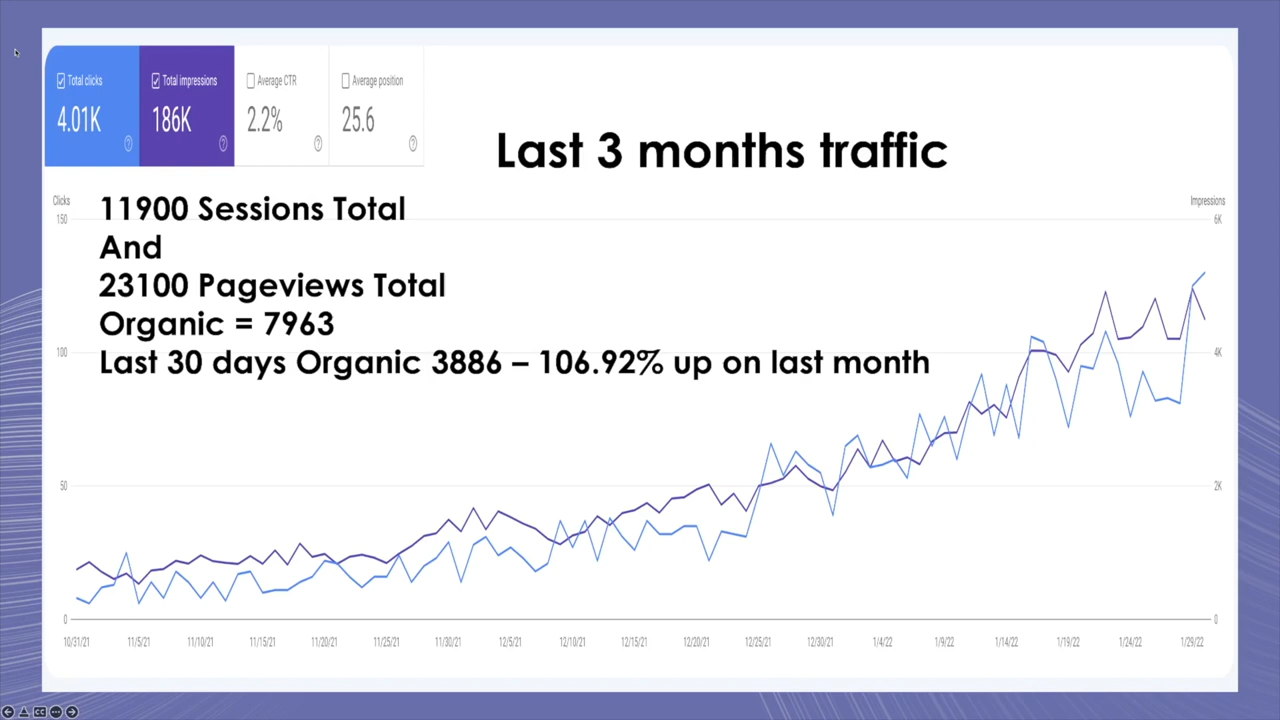 Total clicks
4.01K
Total impressions
186K
Average CTR
2.2%
Average position
25.6
Last 3 months traffic
Clicks
Impressions
11900 Sessions Total
And
23100 Pageviews Total
Organic = 7963
Last 30 days Organic 3886 – 106.92% up on last month
150
100
50
0
6K
4K
2K
0
10/31/21 11/5/21 11/10/21 11/15/21 11/20/21 11/25/21 11/30/21 12/5/21 12/10/21 12/15/21 12/20/21 12/25/21 12/30/21 1/4/22 1/9/22 1/14/22 1/19/22 1/24/22 1/29/22
CC